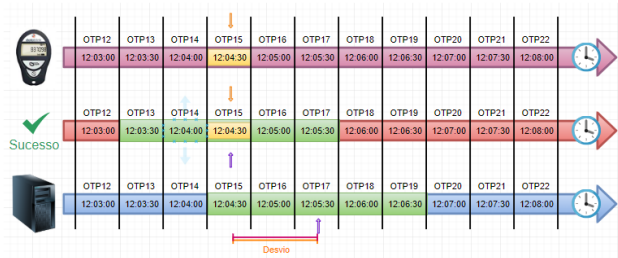 OTP12 OTP13 OTP14 OTP15 OTP16 OTP17 OTP18 OTP19 OTP20 OTP21 OTP22
12:03:00 12:03:30 12:04:00 12:04:30 12:05:00 12:05:30 12:06:00 12:06:30 12:07:00 12:07:30 12:08:00
OTP12 OTP13 OTP14 OTP15 OTP16 OTP17 OTP18 OTP19 OTP20 OTP21 OTP22
12:03:00 12:03:30 12:04:00 12:04:30 12:05:00 12:05:30 12:06:00 12:06:30 12:07:00 12:07:30 12:08:00
Sucesso
OTP12 OTP13 OTP14 OTP15 OTP16 OTP17 OTP18 OTP19 OTP20 OTP21 OTP22
12:03:00 12:03:30 12:04:00 12:04:30 12:05:00 12:05:30 12:06:00 12:06:30 12:07:00 12:07:30 12:08:00
Desvio